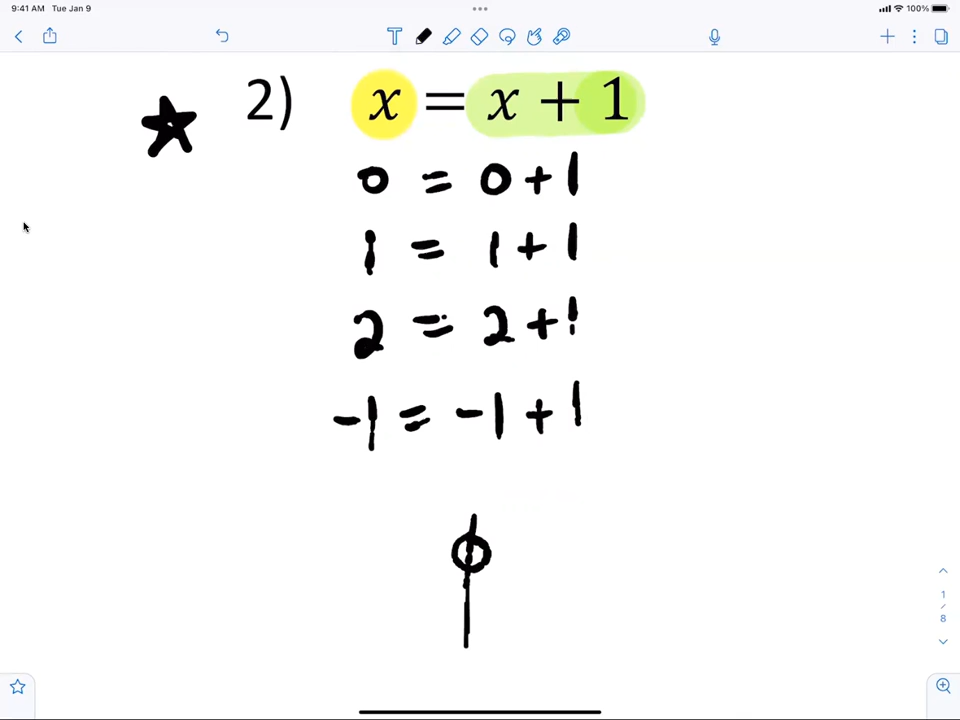 9:41 AM Tue Jan 9
100%
2) x = x + 1
0 = 0 + 1
1 = 1 + 1
2 = 2 + 1
-1 = -1 + 1
1
/
8